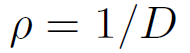 ρ = 1/D